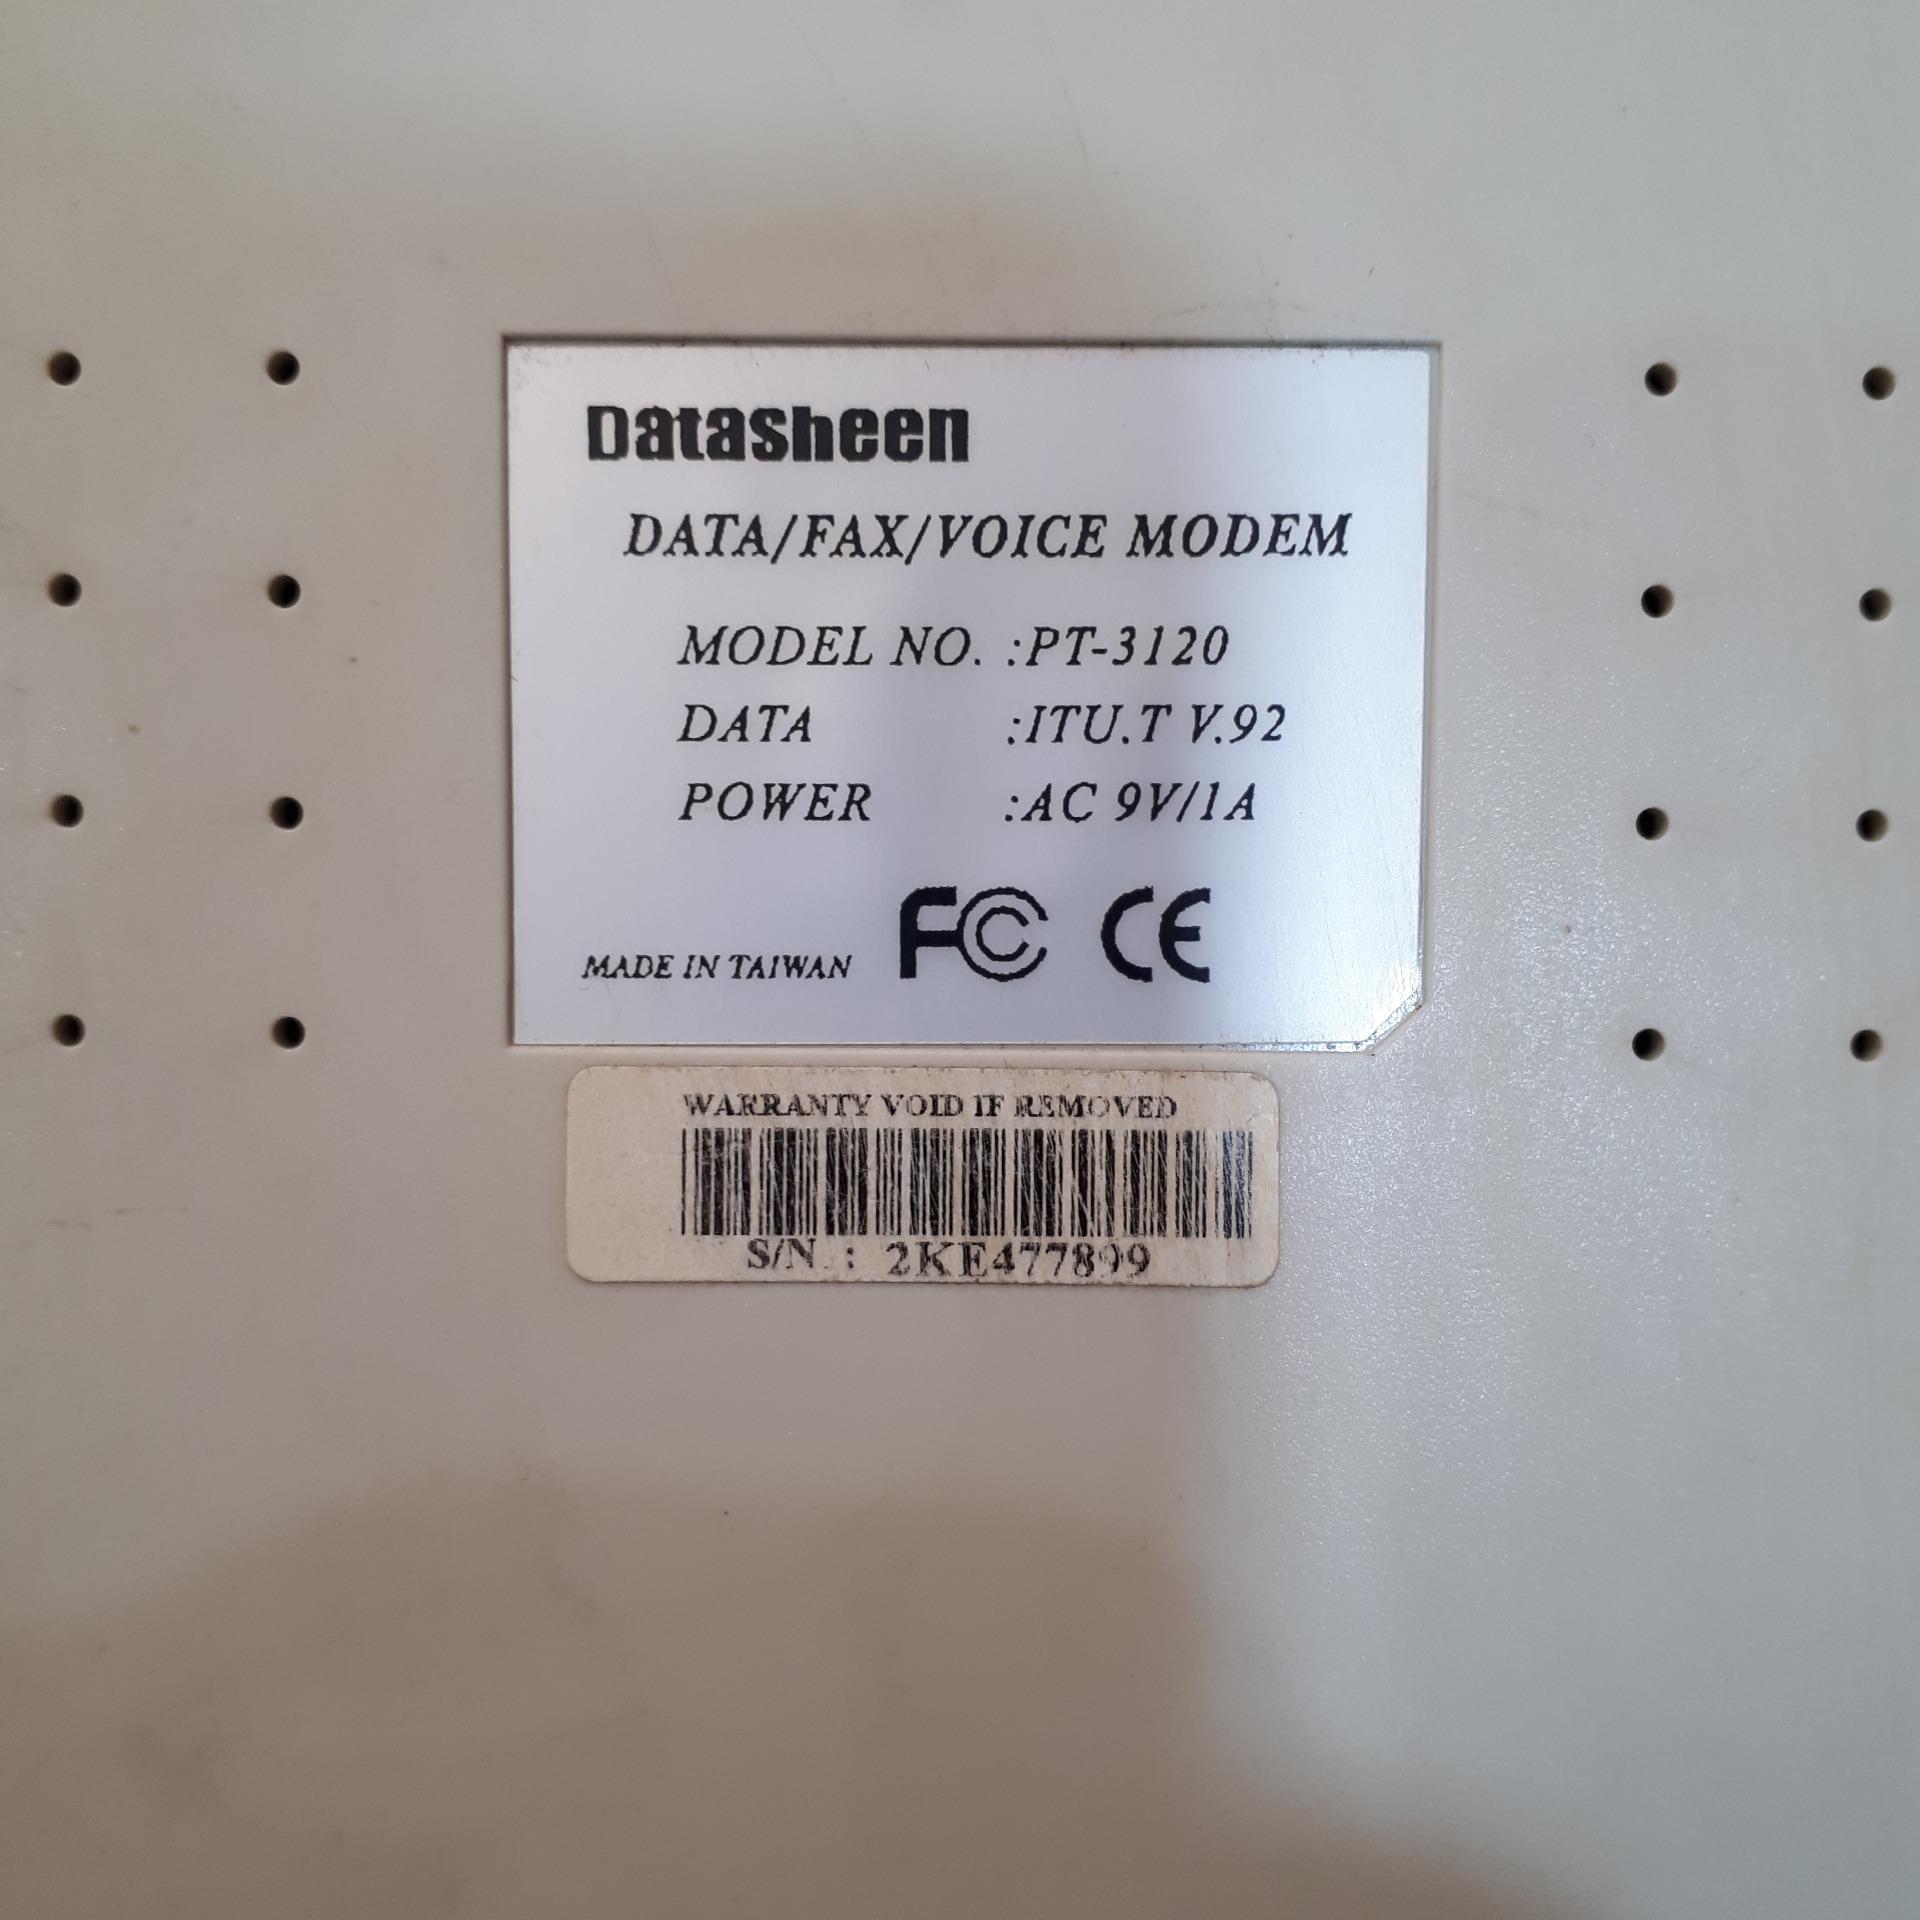 Datasheen
DATA/FAX/VOICE MODEM
MODEL NO. :PT-3120
DATA :ITU.T V.92
POWER :AC 9V/1A
MADE IN TAIWAN FC CE
WARRANTY VOID IF REMOVED
S/N. : 2KE477899